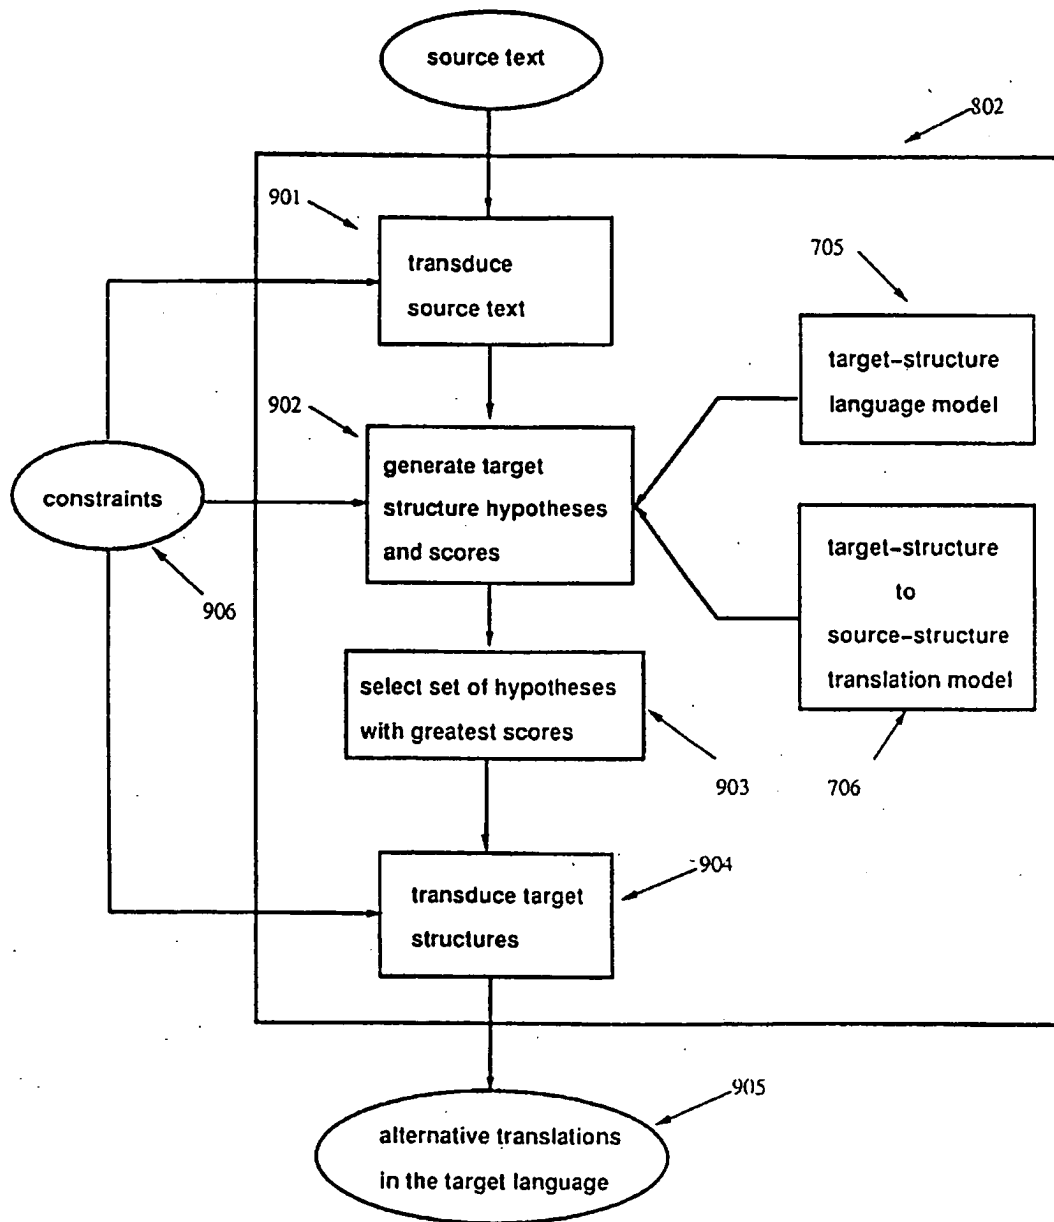 source text
802
901
transduce
source text
705
target-structure
language model
902
generate target
structure hypotheses
and scores
constraints
906
target-structure
to
source-structure
translation model
706
select set of hypotheses
with greatest scores
903
904
transduce target
structures
905
alternative translations
in the target language